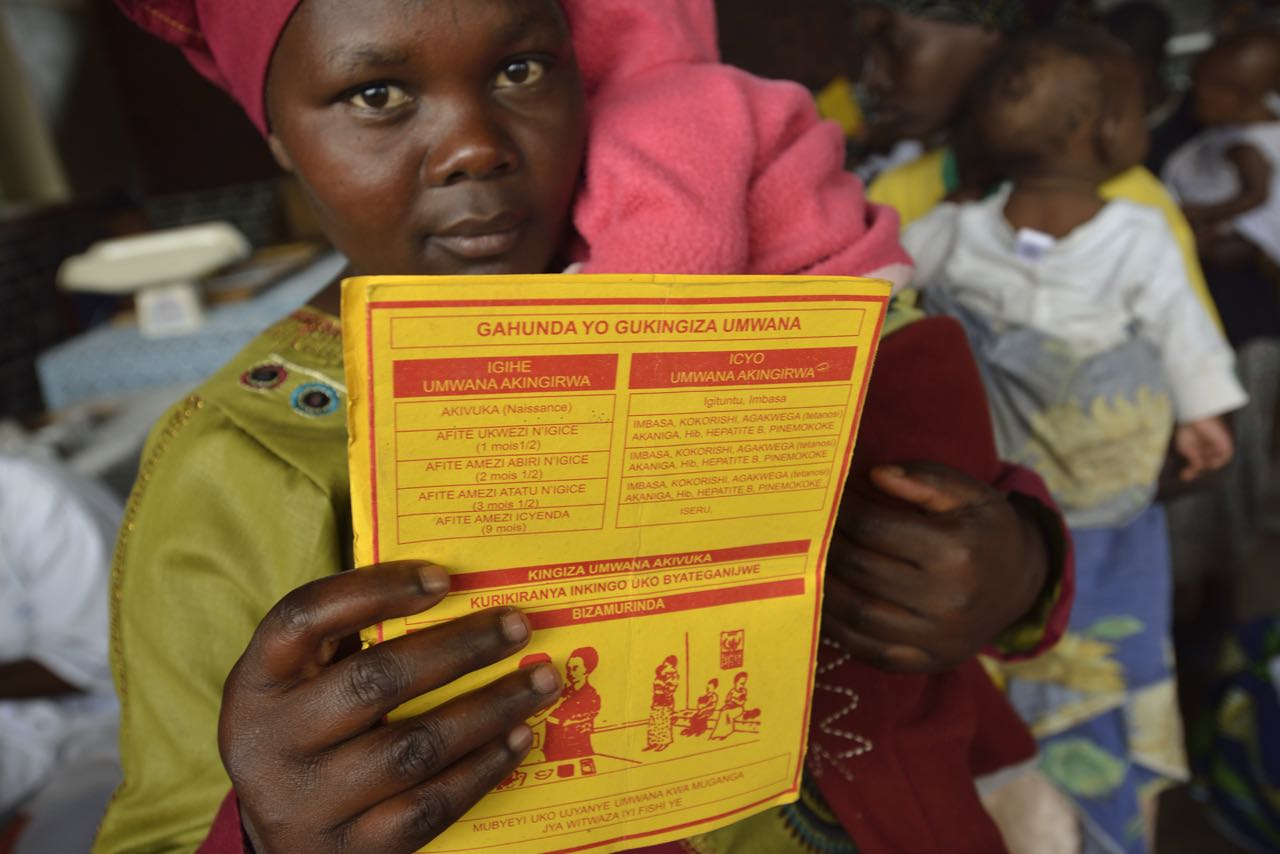 GAHUNDA YO GUKINGIZA UMWANA
IGIHE
UMWANA AKINGIRWA
ICYO
UMWANA AKINGIRWA
AKIVUKA (Naissance)
Igituntu, Imbasa
AFITE UKWEZI N'IGICE
(1 mois1/2)
IMBASA, KOKORISHI, AGAKWEGA (tetanosi)
AKANIGA, Hib, HEPATITE B, PINEMOKOKE
AFITE AMEZI ABIRI N'IGICE
(2 mois 1/2)
IMBASA, KOKORISHI, AGAKWEGA (tetanosi)
AKANIGA, Hib, HEPATITE B, PINEMOKOKE
AFITE AMEZI ATATU N'IGICE
(3 mois 1/2)
IMBASA, KOKORISHI, AGAKWEGA (tetanosi)
AKANIGA, Hib, HEPATITE B, PINEMOKOKE
AFITE AMEZI ICYENDA
(9 mois)
ISERU,
KINGIZA UMWANA AKIVUKA
KURIKIRANYA INKINGO UKO BYATEGANIJWE
BIZAMURINDA
MUBYEYI UKO UJYANYE UMWANA KWA MUGANGA
JYA WITWAZA IYI FISHI YE